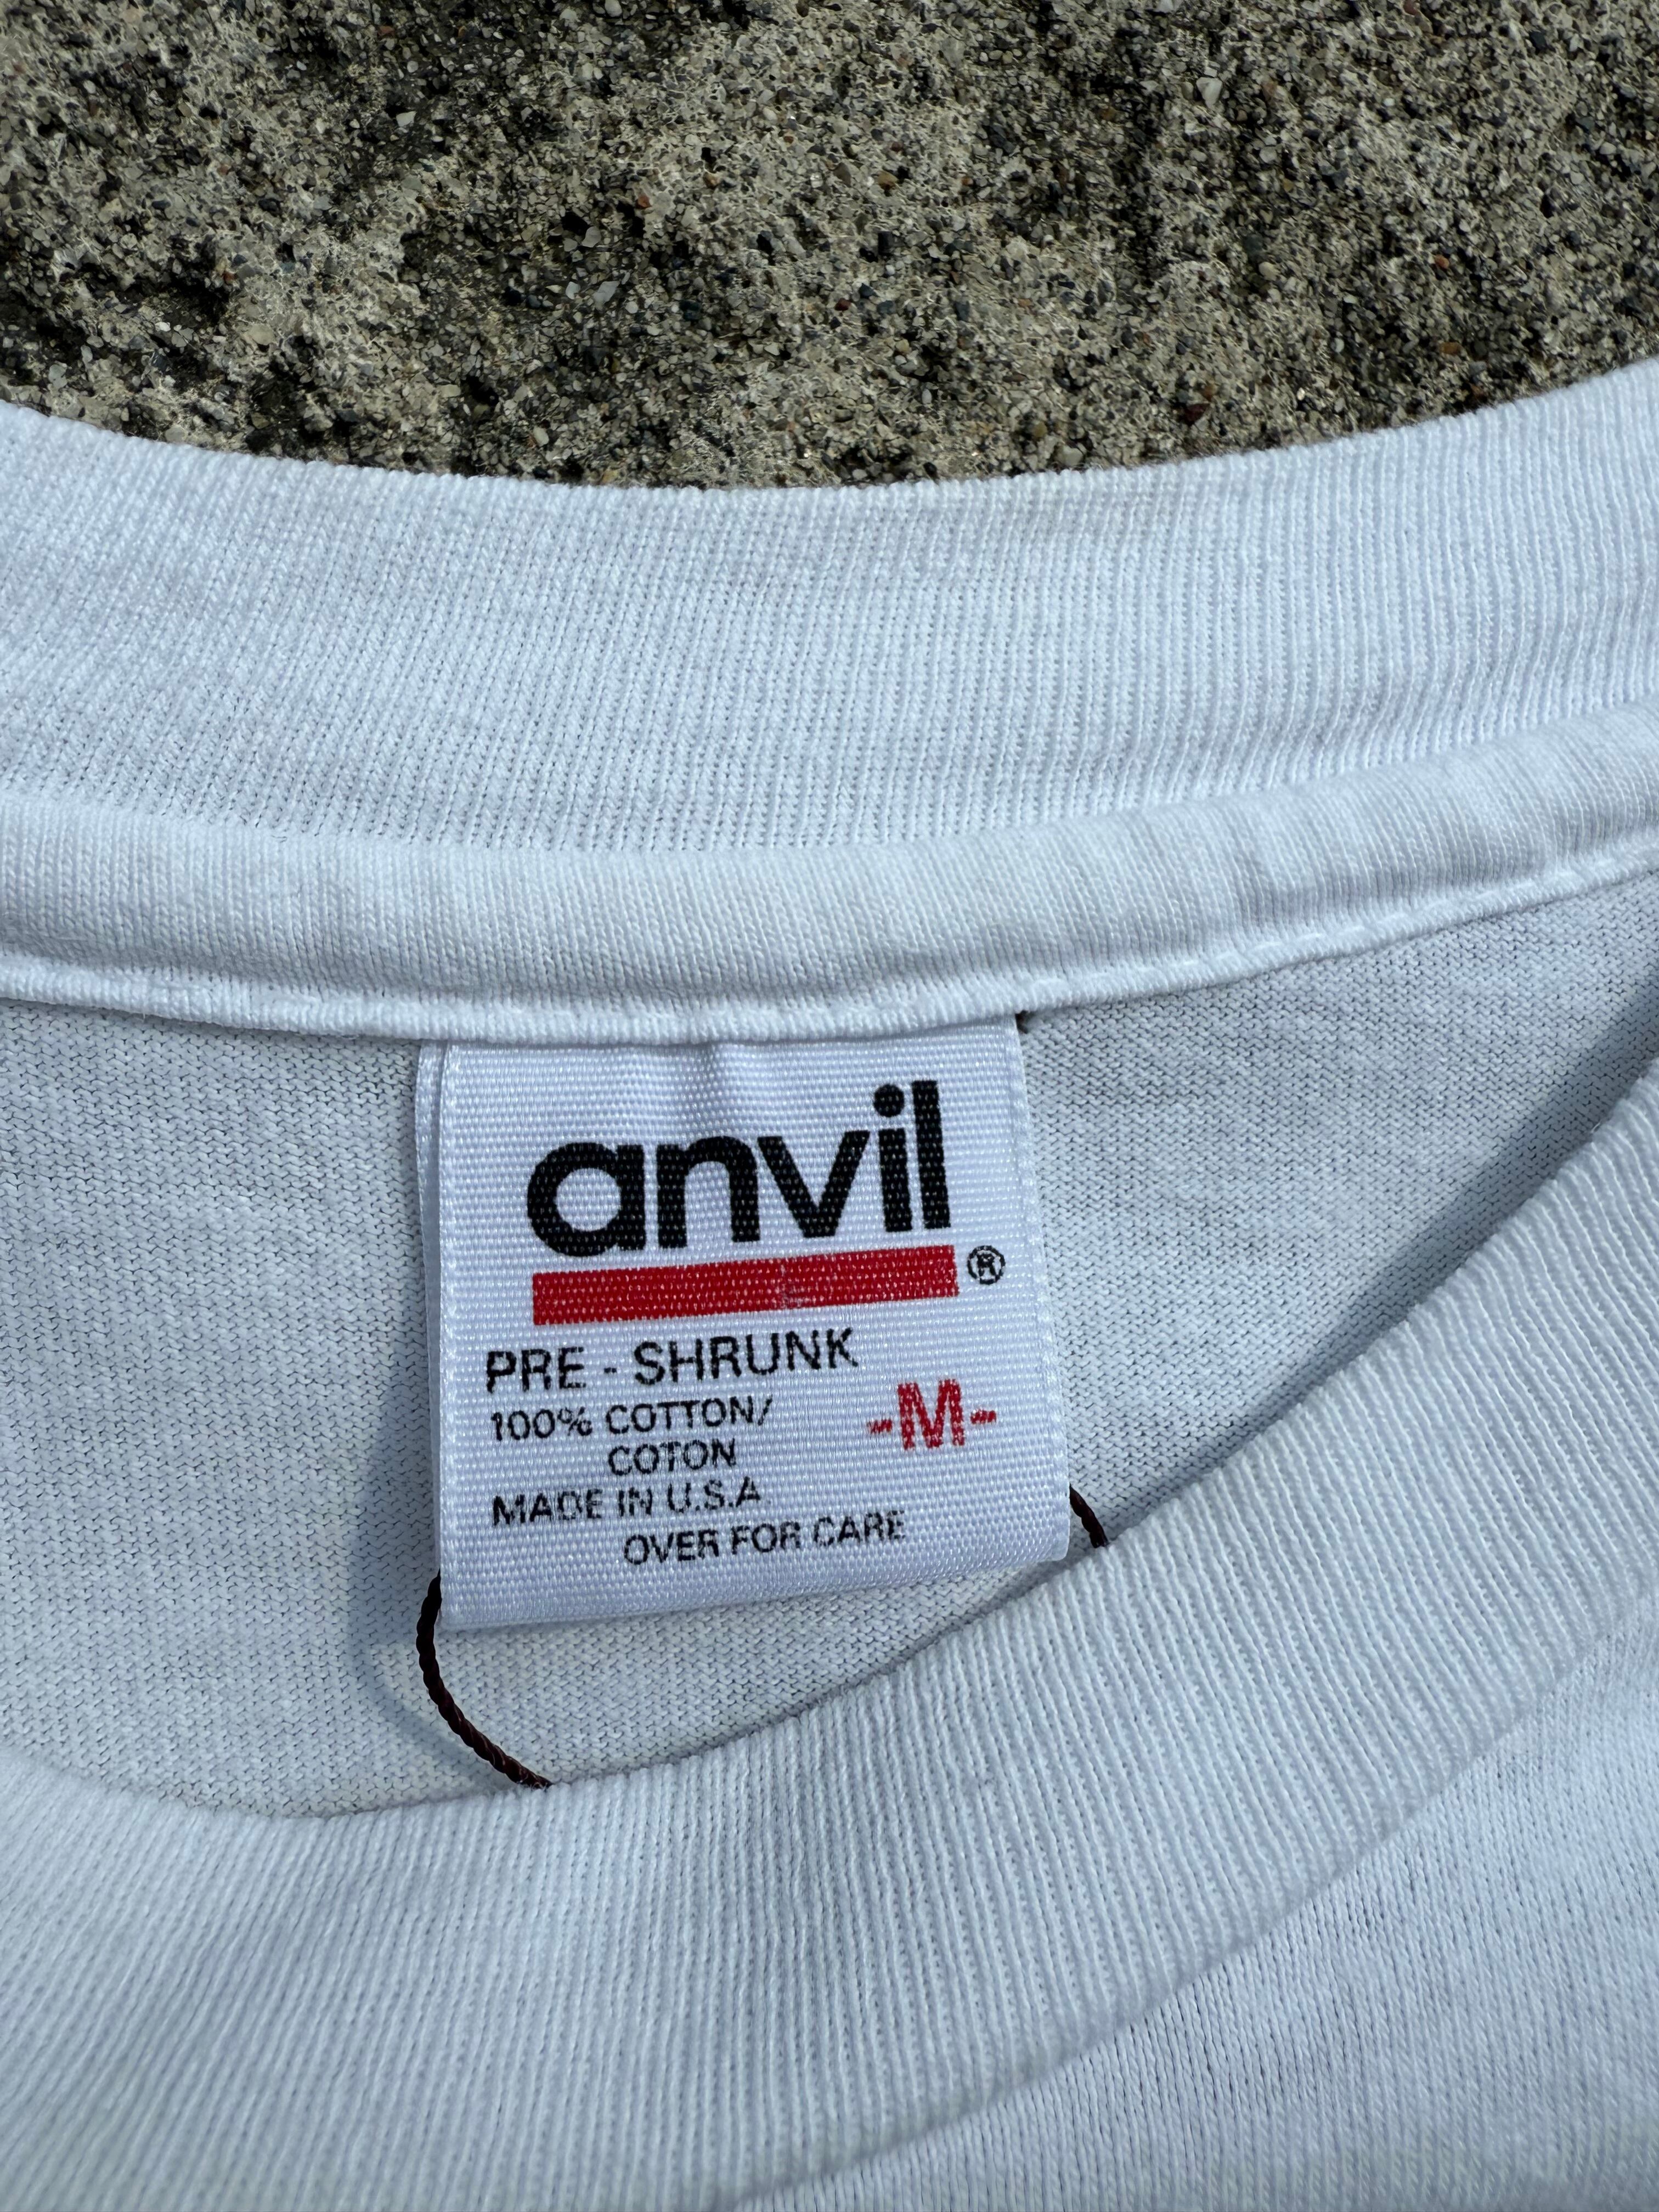 anvil
®
PRE - SHRUNK
100% COTTON/
COTON
-M-
MADE IN U.S.A.
OVER FOR CARE